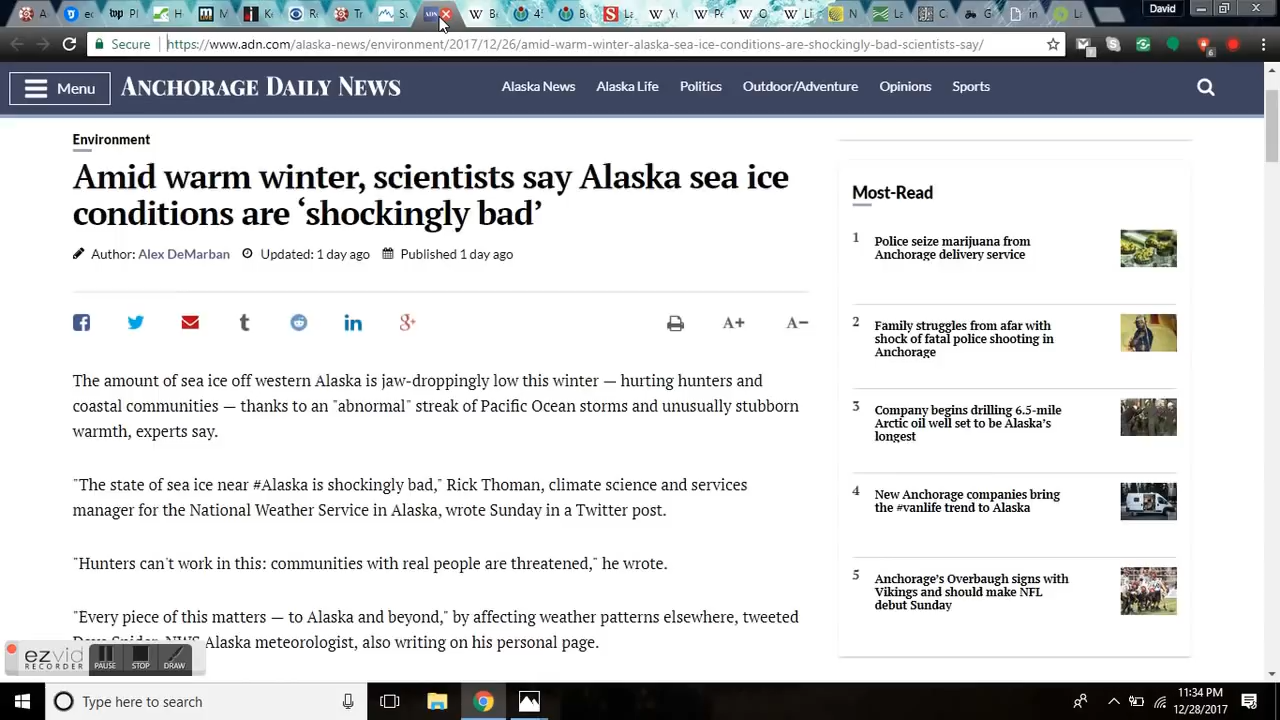 David
Secure
https://www.adn.com/alaska-news/environment/2017/12/26/amid-warm-winter-alaska-sea-ice-conditions-are-shockingly-bad-scientists-say/
Menu
ANCHORAGE DAILY NEWS
Alaska News
Alaska Life
Politics
Outdoor/Adventure
Opinions
Sports
Environment
Amid warm winter, scientists say Alaska sea ice
conditions are ‘shockingly bad’
Author: Alex DeMarban
Updated: 1 day ago
Published 1 day ago
A+
A-
The amount of sea ice off western Alaska is jaw-droppingly low this winter — hurting hunters and
coastal communities — thanks to an "abnormal" streak of Pacific Ocean storms and unusually stubborn
warmth, experts say.
"The state of sea ice near #Alaska is shockingly bad," Rick Thoman, climate science and services
manager for the National Weather Service in Alaska, wrote Sunday in a Twitter post.
"Hunters can't work in this: communities with real people are threatened," he wrote.
"Every piece of this matters — to Alaska and beyond," by affecting weather patterns elsewhere, tweeted
Alaska meteorologist, also writing on his personal page.
Most-Read
1
Police seize marijuana from
Anchorage delivery service
2
Family struggles from afar with
shock of fatal police shooting in
Anchorage
3
Company begins drilling 6.5-mile
Arctic oil well set to be Alaska's
longest
4
New Anchorage companies bring
the #vanlife trend to Alaska
5
Anchorage's Overbaugh signs with
Vikings and should make NFL
debut Sunday
ezvid
RECORDER
PAUSE
STOP
DRAW
Type here to search
11:34 PM
12/28/2017